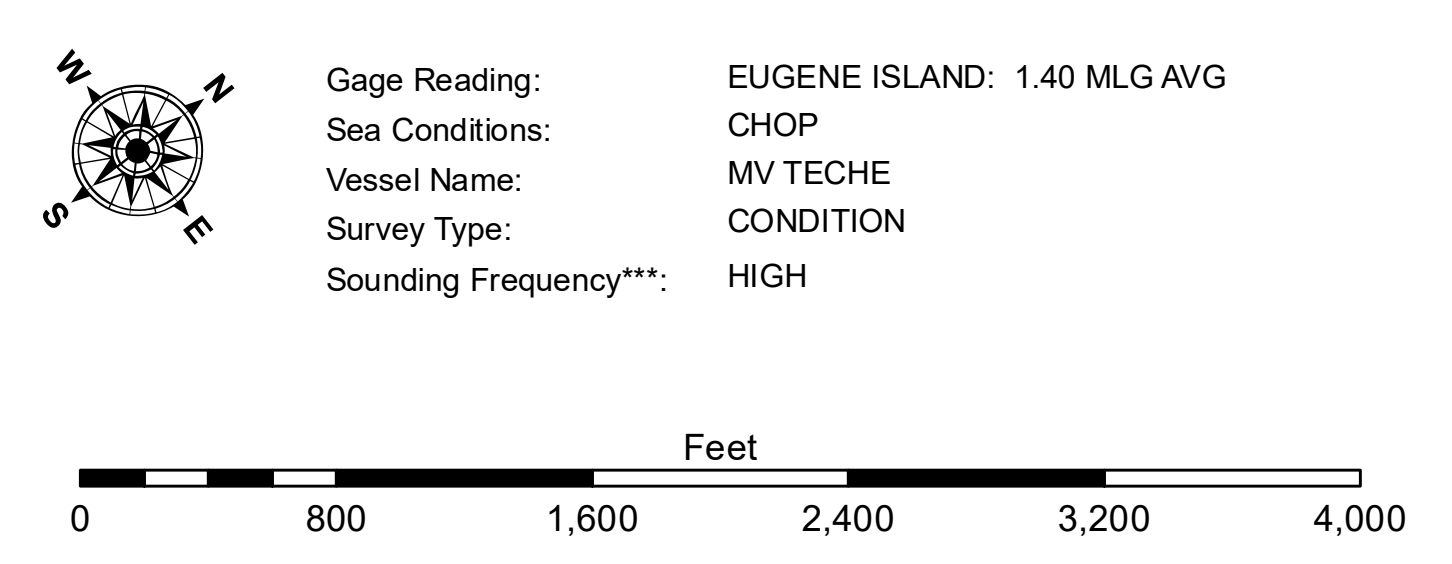 W
N
S
E
Gage Reading: EUGENE ISLAND:  1.40 MLG AVG
Sea Conditions: CHOP
Vessel Name: MV TECHE
Survey Type: CONDITION
Sounding Frequency***: HIGH
Feet
0 800 1,600 2,400 3,200 4,000